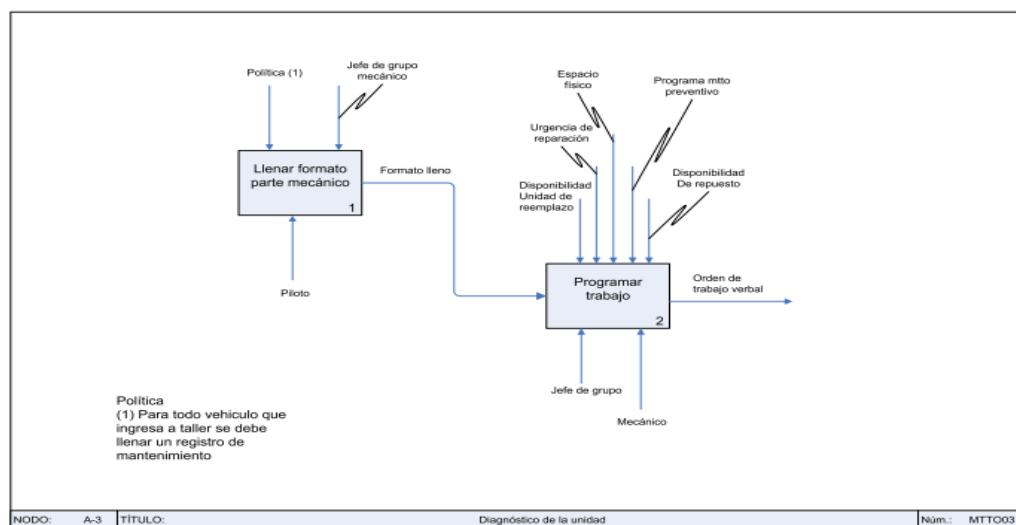 Política (1)
Jefe de grupo
mecánico
Espacio
físico
Programa mtto
preventivo
Urgencia de
reparación
Llenar formato
parte mecánico
1
Formato lleno
Disponibilidad
Unidad de
reemplazo
Disponibilidad
De repuesto
Piloto
Programar
trabajo
2
Orden de
trabajo verbal
Jefe de grupo
Mecánico
Política
(1) Para todo vehiculo que
ingresa a taller se debe
llenar un registro de
mantenimiento
NODO: A-3 TÍTULO: Diagnóstico de la unidad Núm.: MTTO03